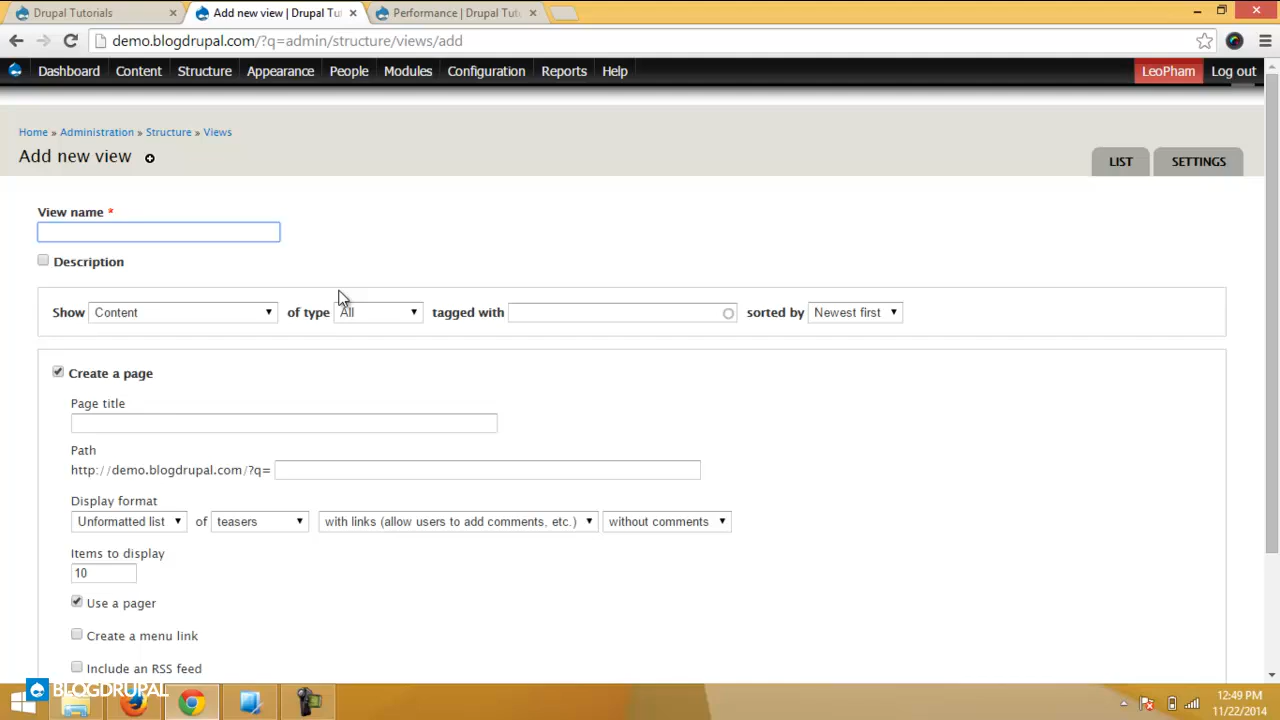 Drupal Tutorials
Add new view | Drupal Tut
Performance | Drupal Tuto
demo.blogdrupal.com/?q=admin/structure/views/add
Dashboard Content Structure Appearance People Modules Configuration Reports Help LeoPham Log out
Home » Administration » Structure » Views
Add new view
LIST SETTINGS
View name *
Description
Show Content of type All tagged with sorted by Newest first
Create a page
Page title
Path
http://demo.blogdrupal.com/?q=
Display format
Unformatted list of teasers with links (allow users to add comments, etc.) without comments
Items to display
10
Use a pager
Create a menu link
Include an RSS feed
BLOGDRUPAL
12:49 PM
11/22/2014